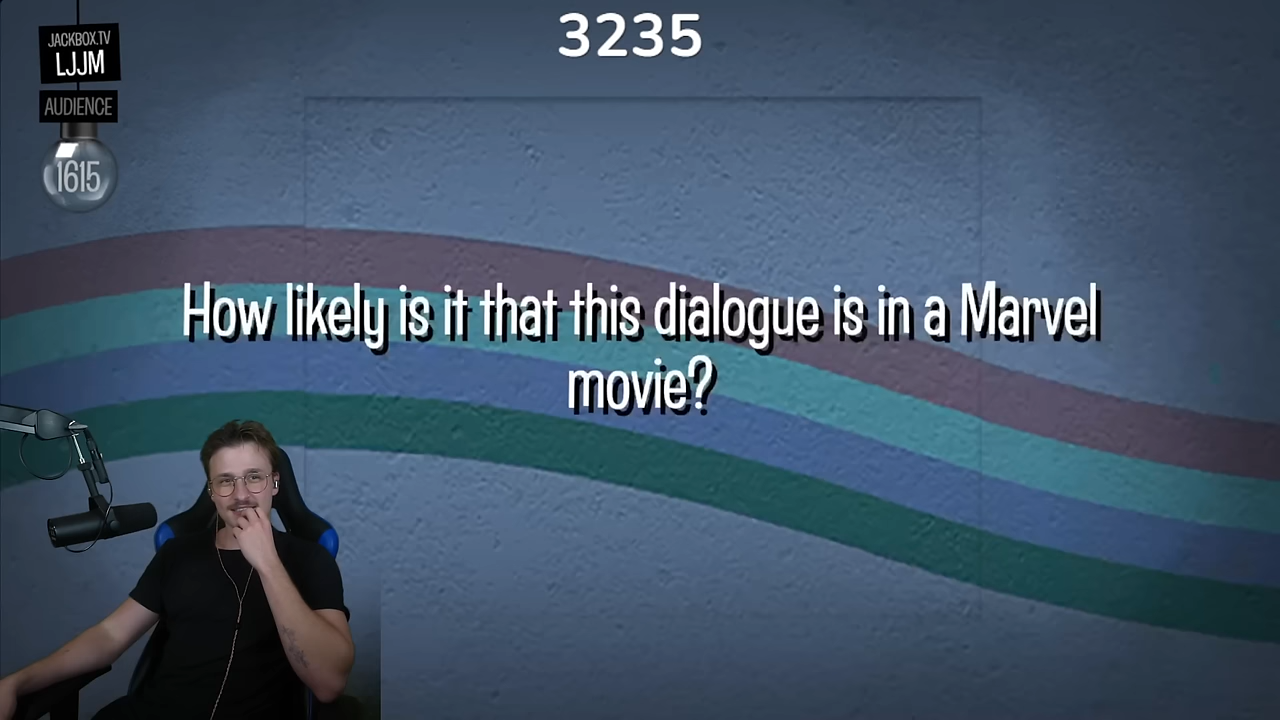 3235
JACKBOX.TV
LJJM
AUDIENCE
1615
How likely is it that this dialogue is in a Marvel
movie?